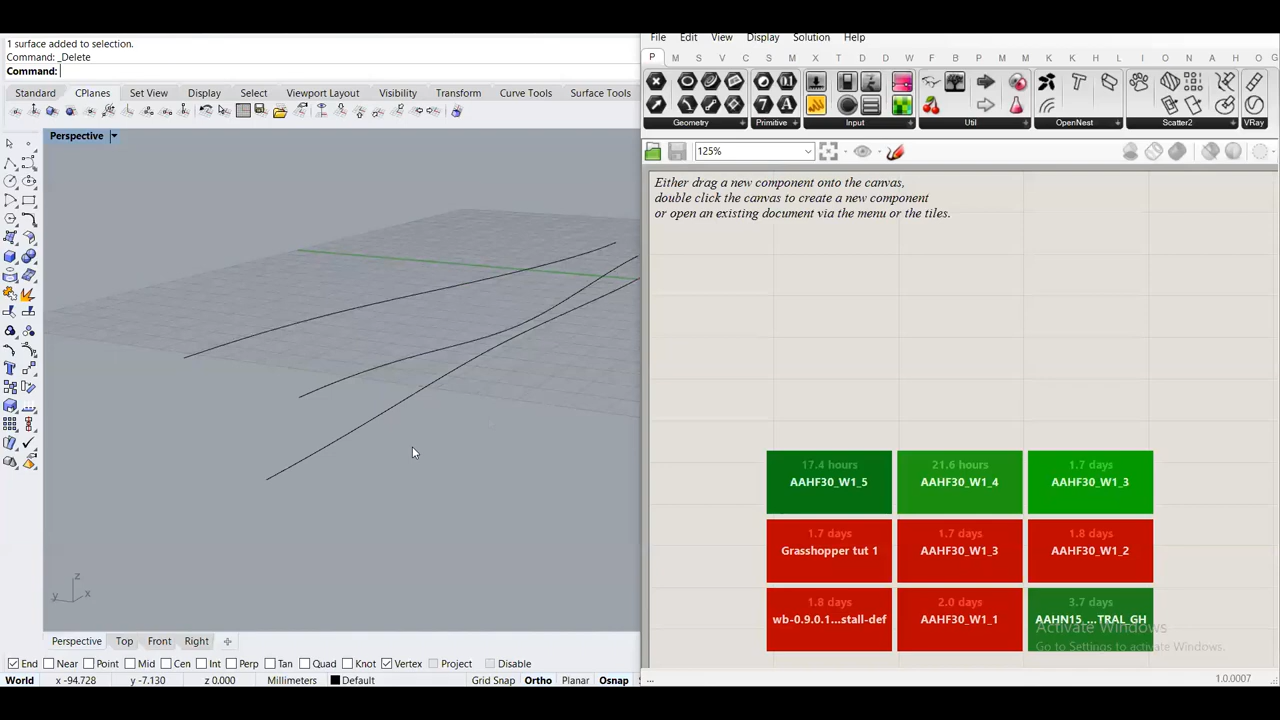 1 surface added to selection.
Command: _Delete
Command:
Standard CPlanes Set View Display Select Viewport Layout Visibility Transform Curve Tools Surface Tools
Perspective
z
y x
Perspective Top Front Right
End Near Point Mid Cen Int Perp Tan Quad Knot Vertex Project Disable
World x -94.728 y -7.130 z 0.000 Millimeters Default Grid Snap Ortho Planar Osnap
File Edit View Display Solution Help
P M S V C S M X T D W L H F B P M S N A K K E L I C G O G
Geometry Primitive Input Util OpenNest Scatter2 VRay
125%
Either drag a new component onto the canvas,
double click the canvas to create a new component
or open an existing document via the menu or the tiles.
17.4 hours 21.6 hours 1.7 days
AAHF30_W1_5 AAHF30_W1_4 AAHF30_W1_3
1.7 days 1.7 days 1.8 days
Grasshopper tut 1 AAHF30_W1_3 AAHF30_W1_2
1.8 days 2.0 days 3.7 days
wb-0.9.0.1...stall-def AAHF30_W1_1 AAHN15_...TRAL_GH
Activate Windows
Go to Settings to activate Windows.
... 1.0.0007